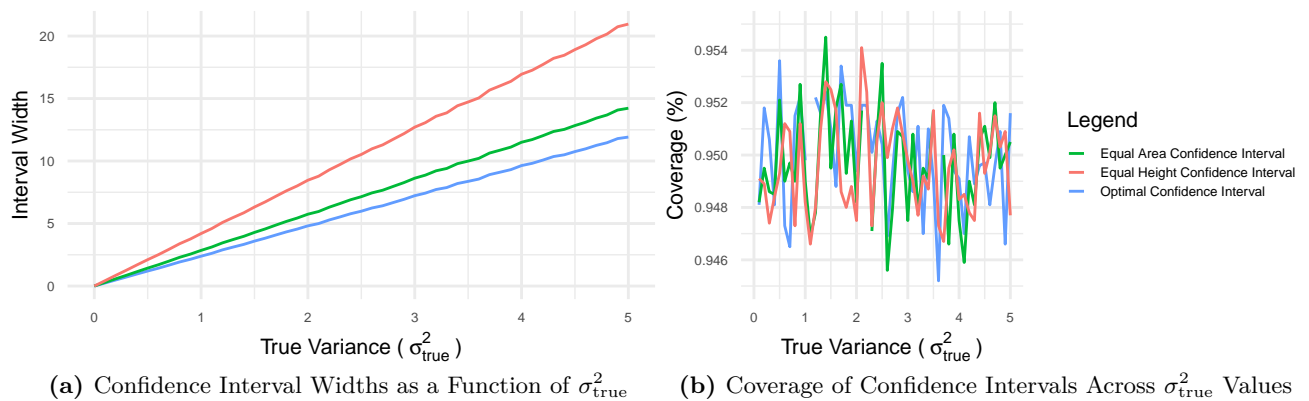 20
15
10
5
0
Interval Width
0 1 2 3 4 5
True Variance ( σ²true )
(a) Confidence Interval Widths as a Function of σ²true
0.954
0.952
0.950
0.948
0.946
Coverage (%)
0 1 2 3 4 5
True Variance ( σ²true )
(b) Coverage of Confidence Intervals Across σ²true Values
Legend
Equal Area Confidence Interval
Equal Height Confidence Interval
Optimal Confidence Interval